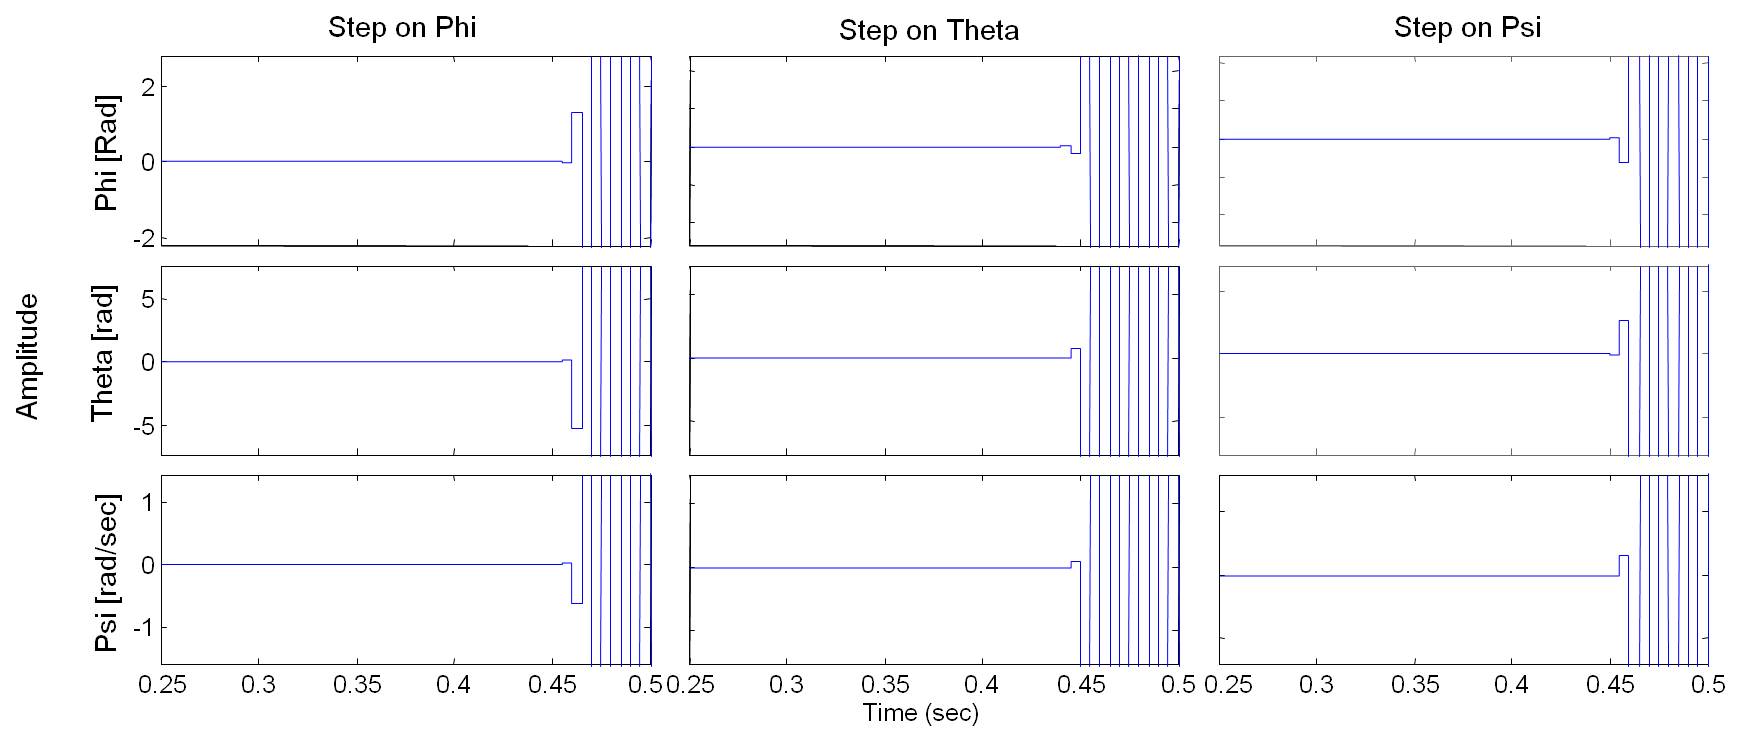 Step on Phi
Step on Theta
Step on Psi
Amplitude
Phi [Rad]
2
0
-2
Theta [rad]
5
0
-5
Psi [rad/sec]
1
0
-1
0.25 0.3 0.35 0.4 0.45 0.5
0.25 0.3 0.35 0.4 0.45 0.5
0.25 0.3 0.35 0.4 0.45 0.5
Time (sec)